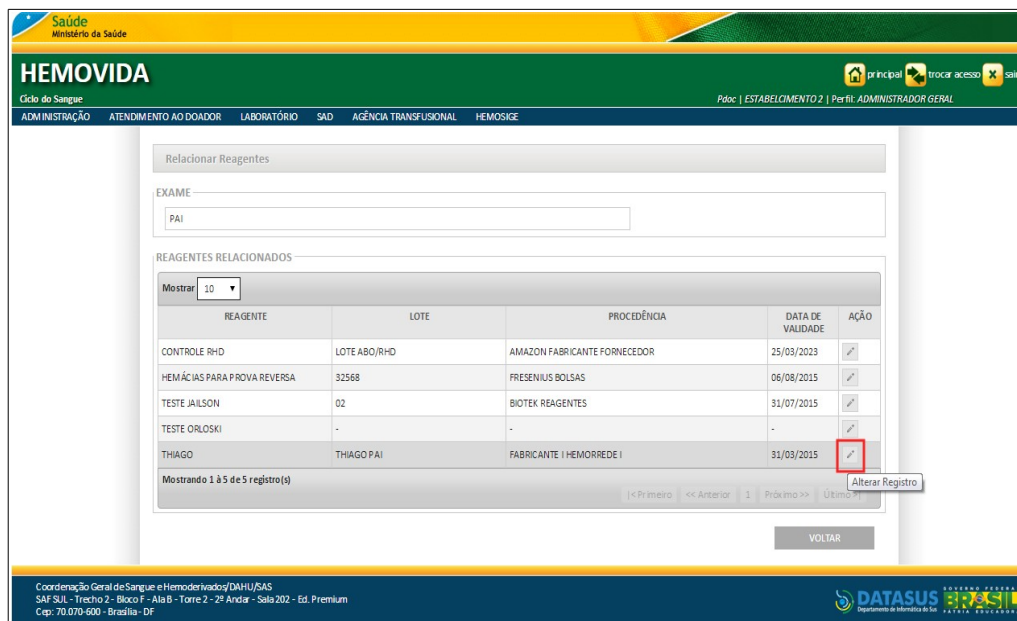 Saúde
Ministério da Saúde
HEMOVIDA
principal trocar acesso sair
Ciclo do Sangue
Pdoc | ESTABELCIMENTO 2 | Perfil: ADMINISTRADOR GERAL
ADMINISTRAÇÃO ATENDIMENTO AO DOADOR LABORATÓRIO SAD AGÊNCIA TRANSFUSIONAL HEMOSIGE
Relacionar Reagentes
EXAME
PAI
REAGENTES RELACIONADOS
Mostrar 10
REAGENTE LOTE PROCEDÊNCIA DATA DE VALIDADE AÇÃO
CONTROLE RHD LOTE ABO/RHD AMAZON FABRICANTE FORNECEDOR 25/03/2023
HEMÁCIAS PARA PROVA REVERSA 32568 FRESENIUS BOLSAS 06/08/2015
TESTE JAILSON 02 BIOTEK REAGENTES 31/07/2015
TESTE ORLOSKI - - -
THIAGO THIAGO PAI FABRICANTE I HEMORREDE I 31/03/2015
Mostrando 1 à 5 de 5 registro(s)
Alterar Registro
|< Primeiro << Anterior 1 Próximo >> Último >|
VOLTAR
Coordenação Geral de Sangue e Hemoderivados/DAHU/SAS
SAF SUL - Trecho 2 - Bloco F - Ala B - Torre 2 - 2º Andar - Sala 202 - Ed. Premium
Cep: 70.070-600 - Brasília - DF
DATASUS
Departamento de Informática do Sus
GOVERNO FEDERAL
BRASIL
PÁTRIA EDUCADORA